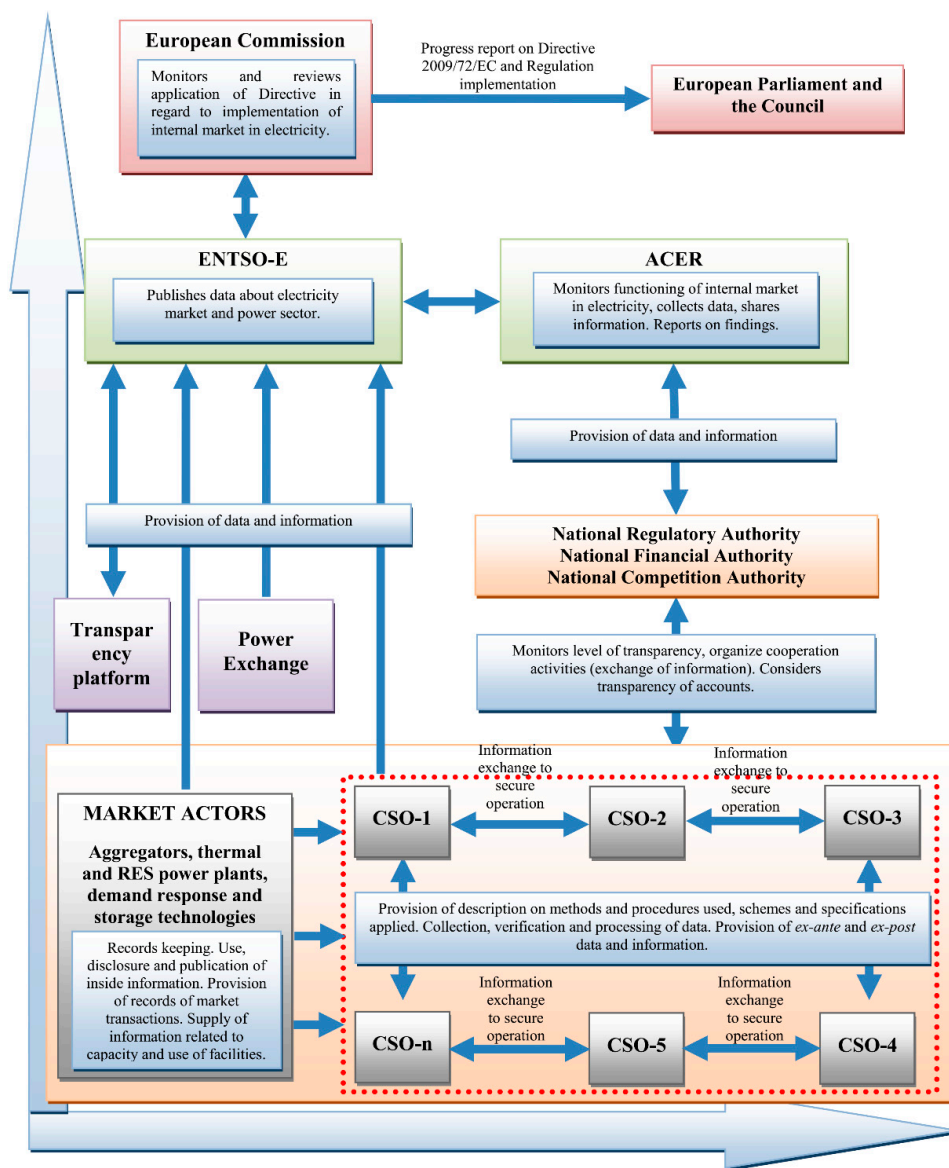 European Commission
Monitors and reviews
application of Directive in
regard to implementation of
internal market in electricity.
Progress report on Directive
2009/72/EC and Regulation
implementation
European Parliament and
the Council
ENTSO-E
Publishes data about electricity
market and power sector.
ACER
Monitors functioning of internal market
in electricity, collects data, shares
information. Reports on findings.
Provision of data and information
Provision of data and information
National Regulatory Authority
National Financial Authority
National Competition Authority
Transpar
ency
platform
Power
Exchange
Monitors level of transparency, organize cooperation
activities (exchange of information). Considers
transparency of accounts.
MARKET ACTORS
Aggregators, thermal
and RES power plants,
demand response and
storage technologies
Records keeping. Use,
disclosure and publication of
inside information. Provision
of records of market
transactions. Supply of
information related to
capacity and use of facilities.
Information
exchange to
secure
operation
Information
exchange to
secure
operation
CSO-1
CSO-2
CSO-3
Provision of description on methods and procedures used, schemes and specifications
applied. Collection, verification and processing of data. Provision of ex-ante and ex-post
data and information.
Information
exchange
to secure
operation
Information
exchange
to secure
operation
CSO-n
CSO-5
CSO-4